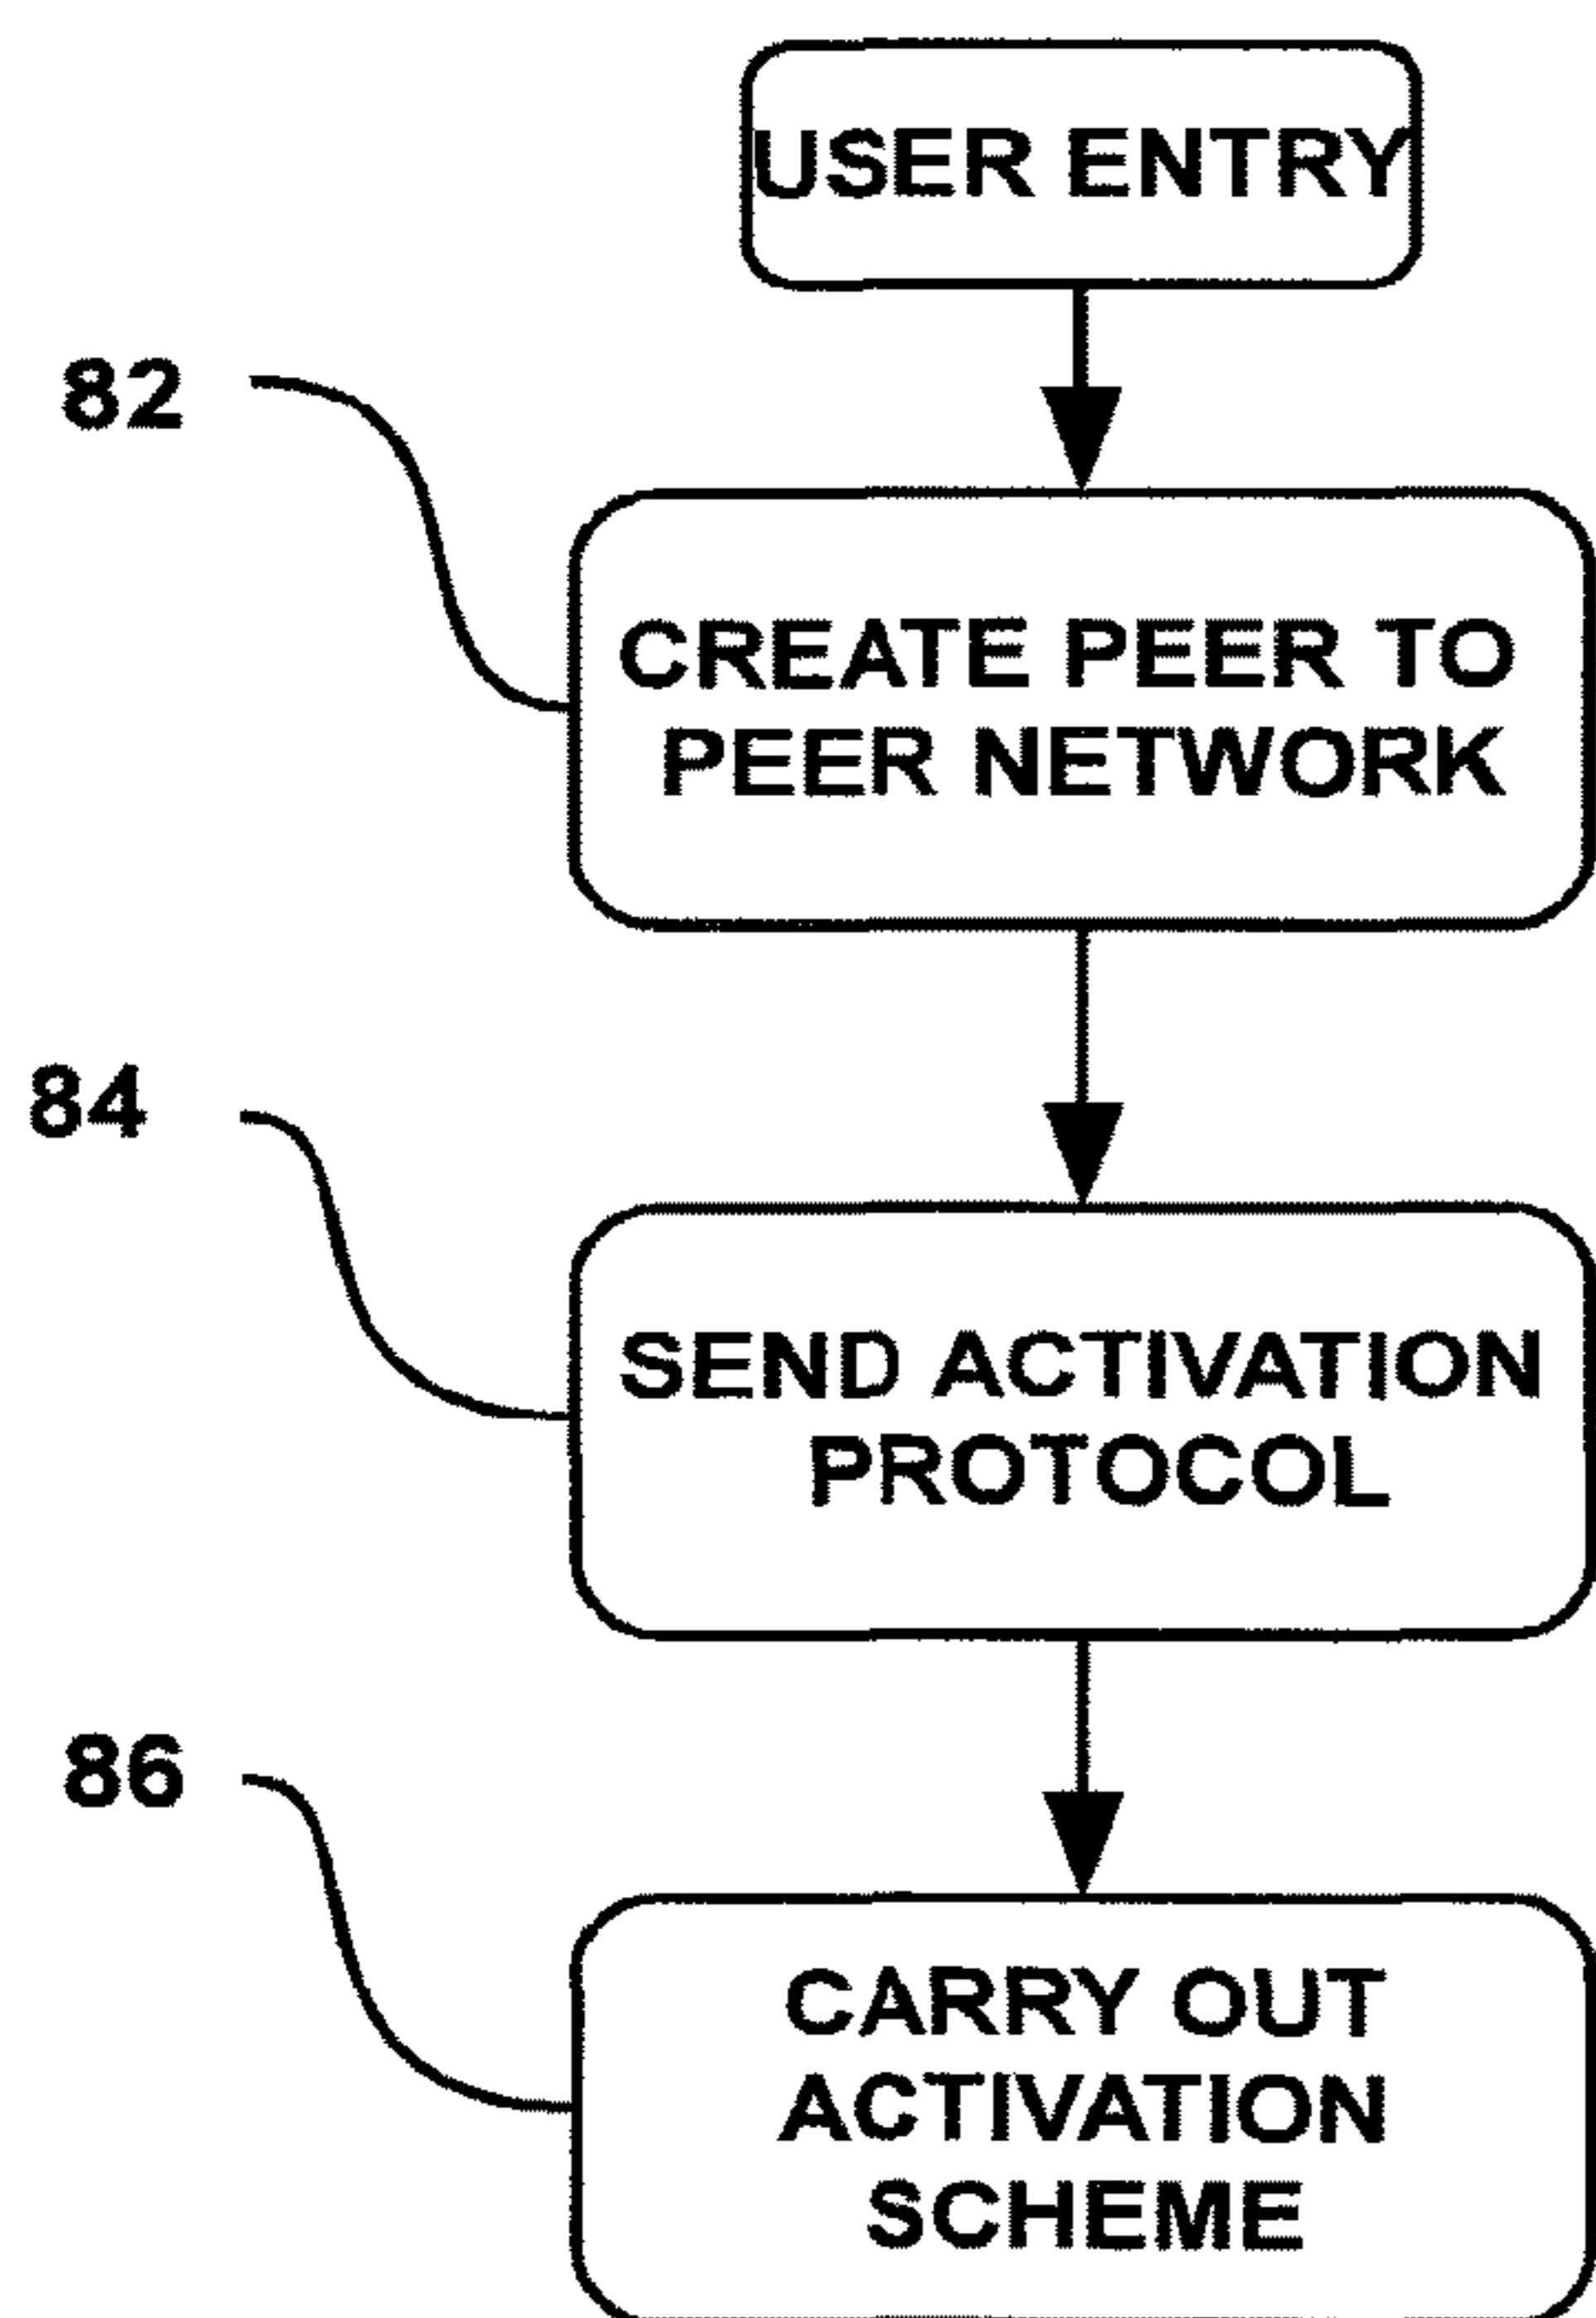 USER ENTRY
82
CREATE PEER TO
PEER NETWORK
84
SEND ACTIVATION
PROTOCOL
86
CARRY OUT
ACTIVATION
SCHEME